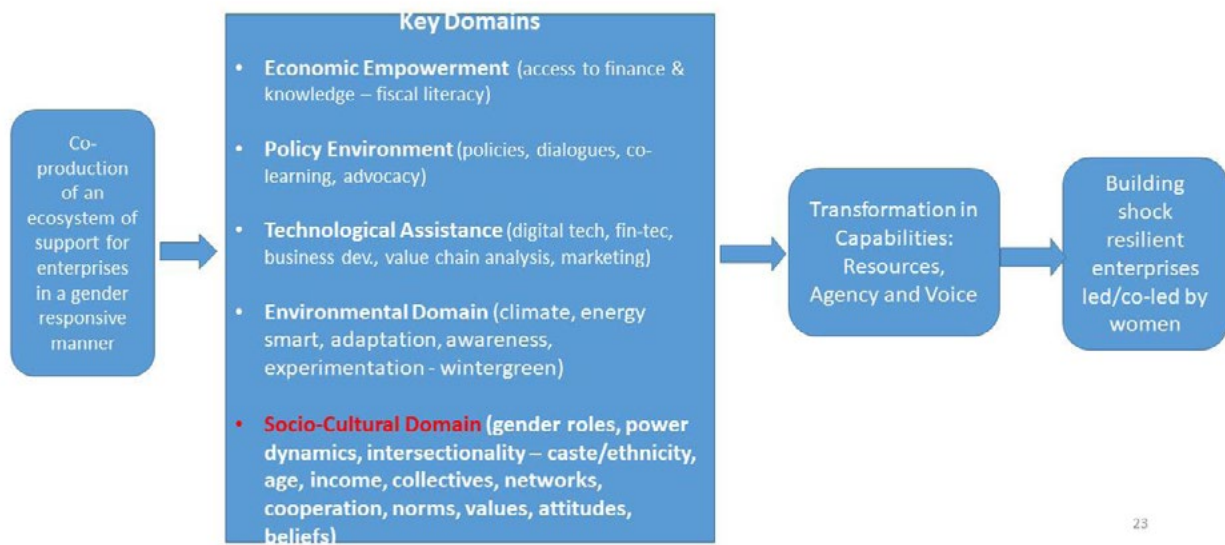 Co-
production
of an
ecosystem of
support for
enterprises
in a gender
responsive
manner
Key Domains
• Economic Empowerment (access to finance &
knowledge – fiscal literacy)
• Policy Environment (policies, dialogues, co-
learning, advocacy)
• Technological Assistance (digital tech, fin-tec,
business dev., value chain analysis, marketing)
• Environmental Domain (climate, energy
smart, adaptation, awareness,
experimentation - wintergreen)
• Socio-Cultural Domain (gender roles, power
dynamics, intersectionality – caste/ethnicity,
age, income, collectives, networks,
cooperation, norms, values, attitudes,
beliefs)
Transformation in
Capabilities:
Resources,
Agency and Voice
Building
shock
resilient
enterprises
led/co-led by
women
23